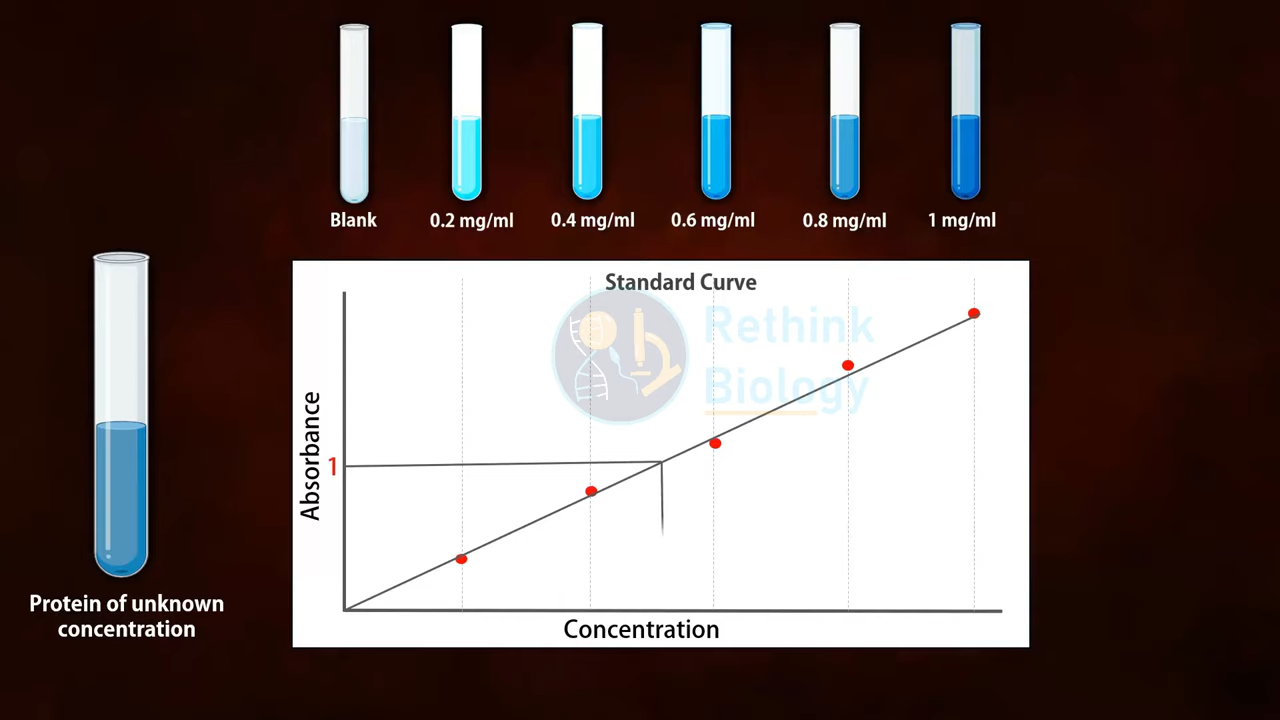 Blank
0.2 mg/ml
0.4 mg/ml
0.6 mg/ml
0.8 mg/ml
1 mg/ml
Standard Curve
Rethink
Biology
Absorbance
1
Concentration
Protein of unknown
concentration